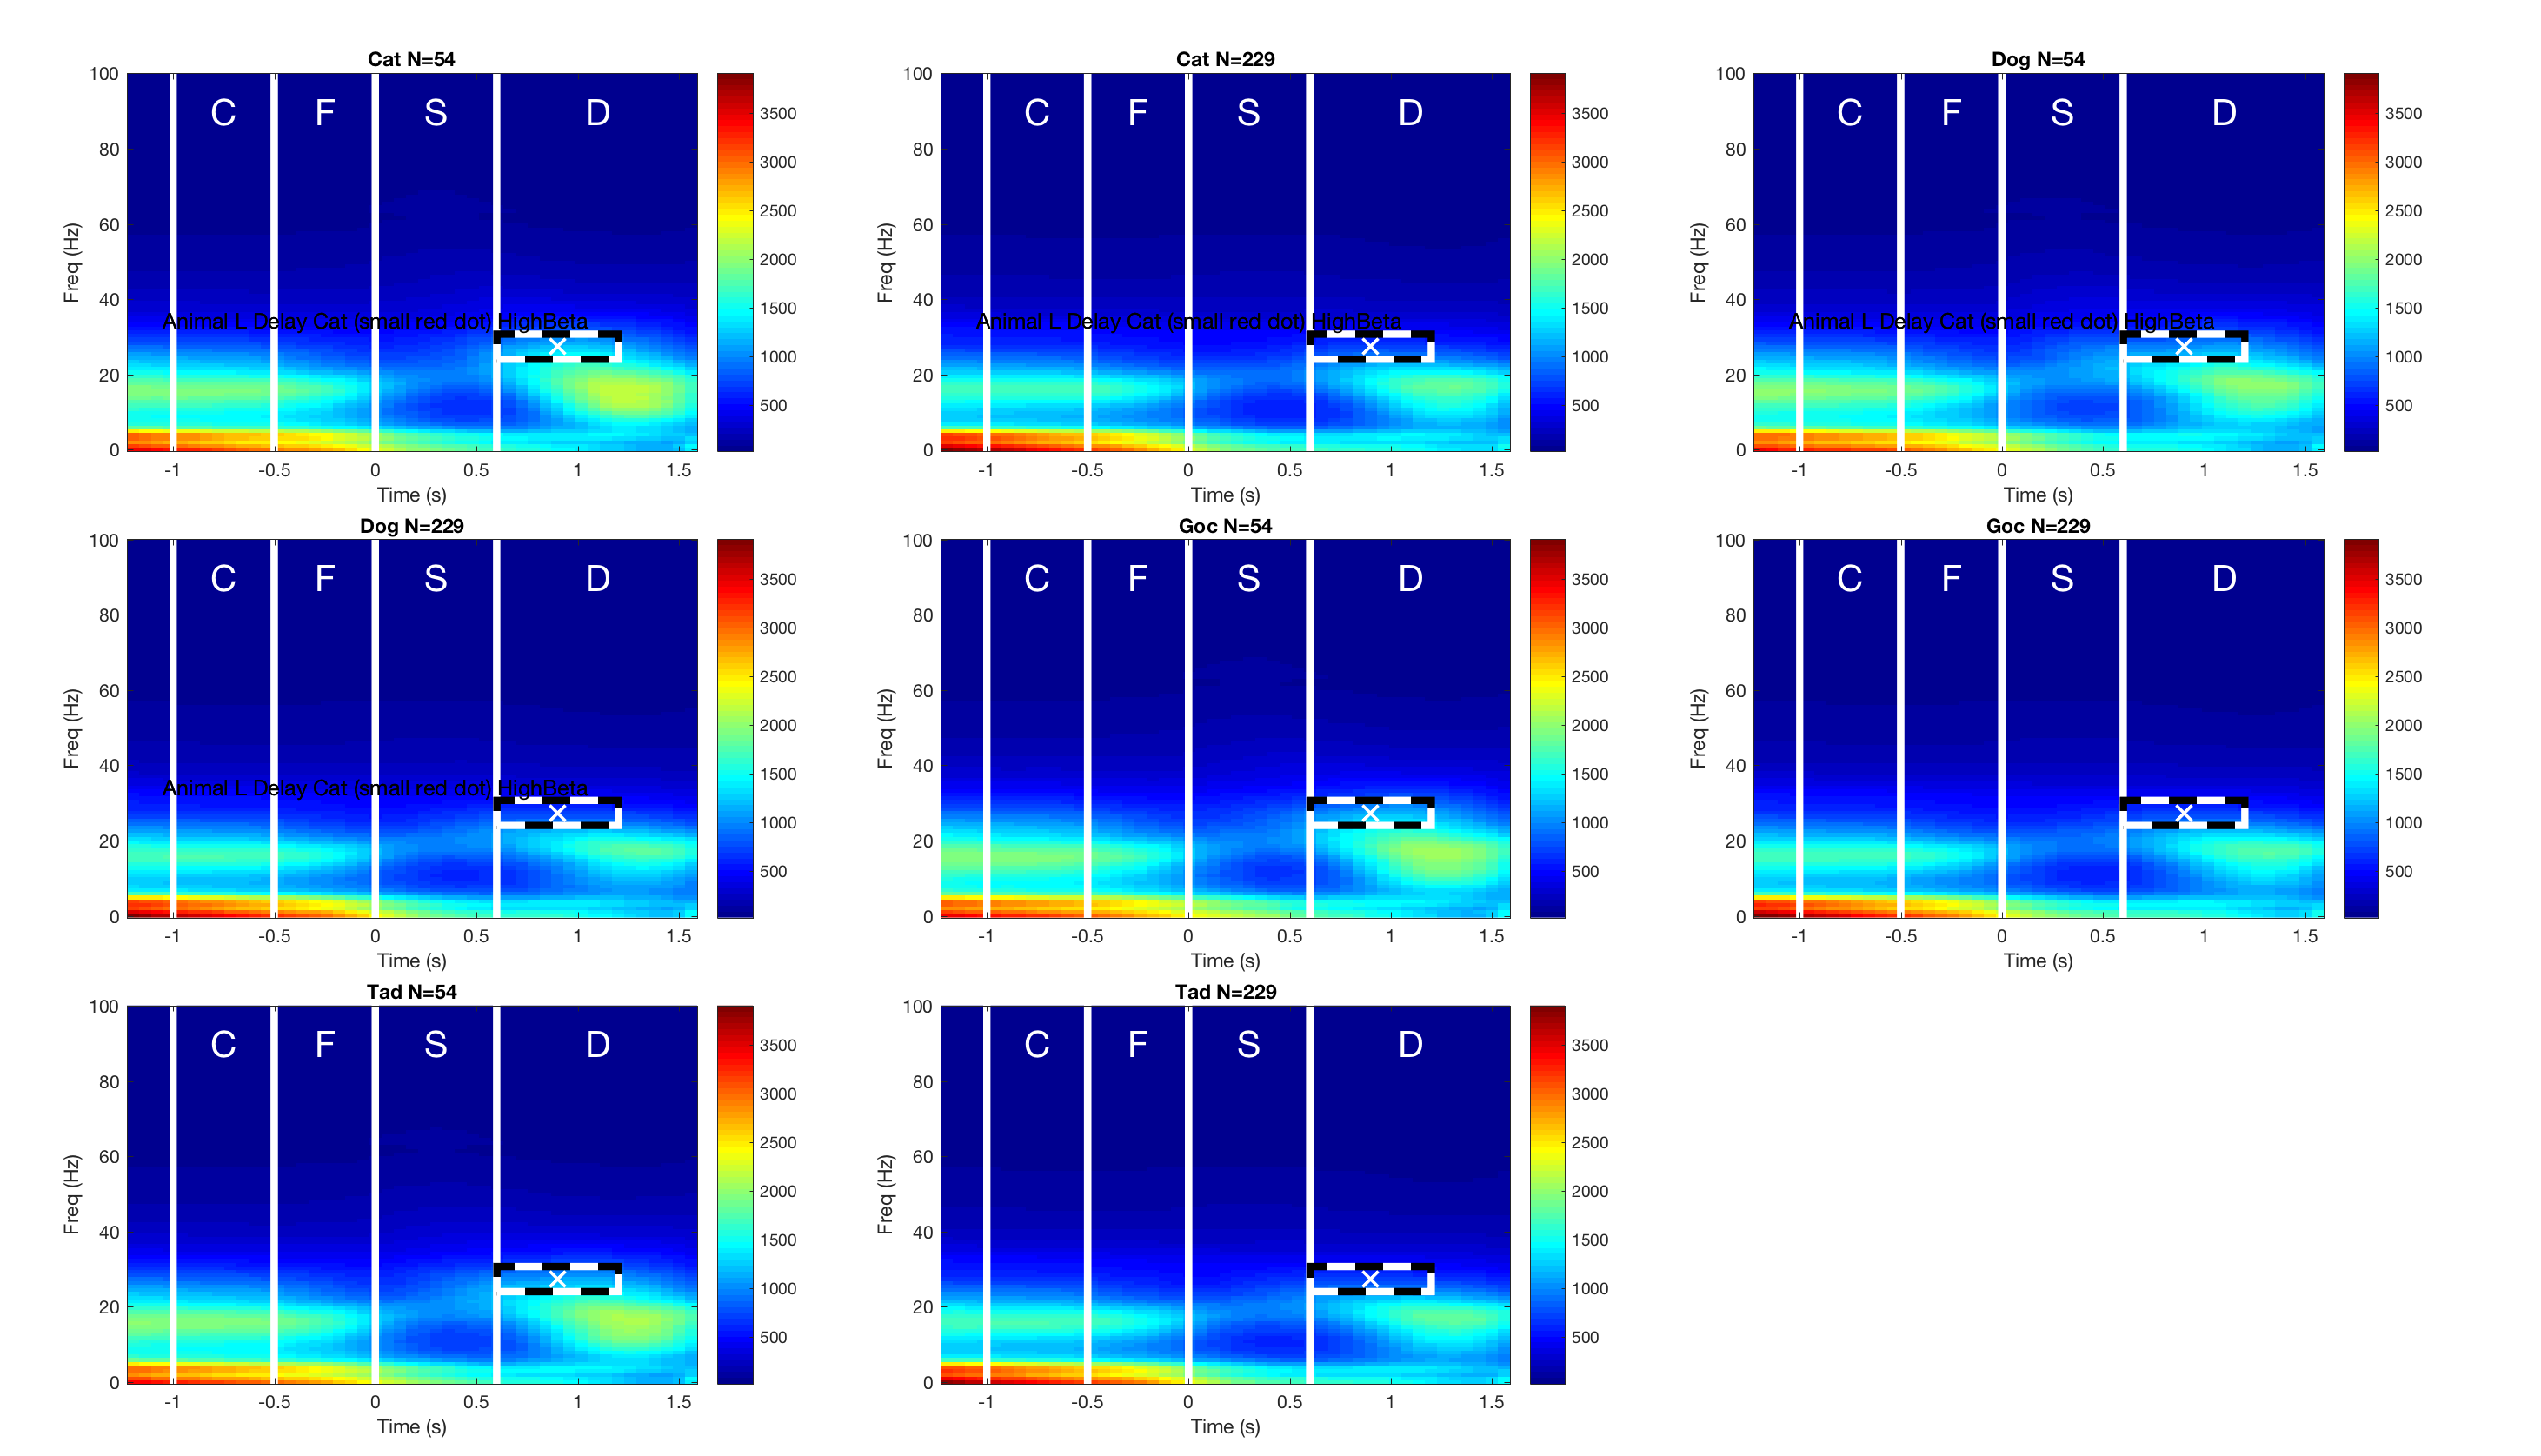 Cat N=54
C F S D
Animal L Delay Cat (small red dot) HighBeta
100
80
60
40
20
0
Freq (Hz)
-1 -0.5 0 0.5 1 1.5
Time (s)
3500
3000
2500
2000
1500
1000
500
Cat N=229
C F S D
Animal L Delay Cat (small red dot) HighBeta
100
80
60
40
20
0
Freq (Hz)
-1 -0.5 0 0.5 1 1.5
Time (s)
3500
3000
2500
2000
1500
1000
500
Dog N=54
C F S D
Animal L Delay Cat (small red dot) HighBeta
100
80
60
40
20
0
Freq (Hz)
-1 -0.5 0 0.5 1 1.5
Time (s)
3500
3000
2500
2000
1500
1000
500
Dog N=229
C F S D
Animal L Delay Cat (small red dot) HighBeta
100
80
60
40
20
0
Freq (Hz)
-1 -0.5 0 0.5 1 1.5
Time (s)
3500
3000
2500
2000
1500
1000
500
Goc N=54
C F S D
100
80
60
40
20
0
Freq (Hz)
-1 -0.5 0 0.5 1 1.5
Time (s)
3500
3000
2500
2000
1500
1000
500
Goc N=229
C F S D
100
80
60
40
20
0
Freq (Hz)
-1 -0.5 0 0.5 1 1.5
Time (s)
3500
3000
2500
2000
1500
1000
500
Tad N=54
C F S D
100
80
60
40
20
0
Freq (Hz)
-1 -0.5 0 0.5 1 1.5
Time (s)
3500
3000
2500
2000
1500
1000
500
Tad N=229
C F S D
100
80
60
40
20
0
Freq (Hz)
-1 -0.5 0 0.5 1 1.5
Time (s)
3500
3000
2500
2000
1500
1000
500